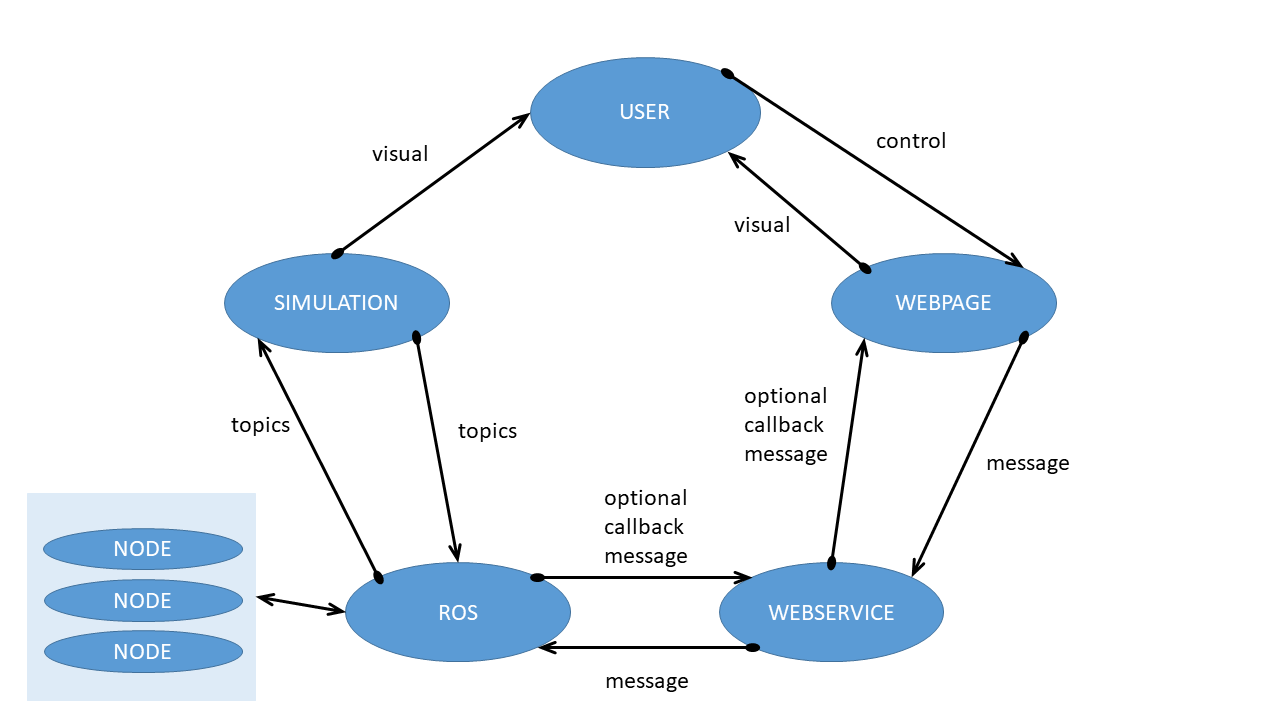 USER
control
visual
visual
SIMULATION
WEBPAGE
optional
callback
message
topics
topics
message
optional
callback
message
NODE
NODE
NODE
ROS
WEBSERVICE
message